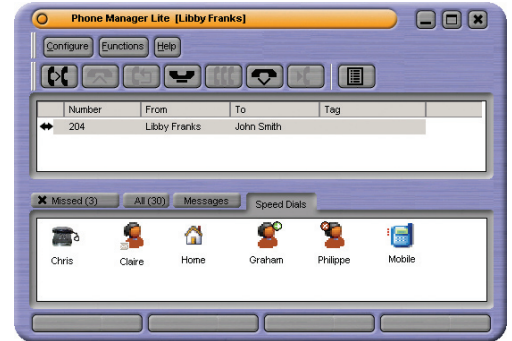 Phone Manager Lite [Libby Franks]
Configure Functions Help
Number From To Tag
204 Libby Franks John Smith
Missed (3) All (30) Messages Speed Dials
Chris Claire Home Graham Philippe Mobile